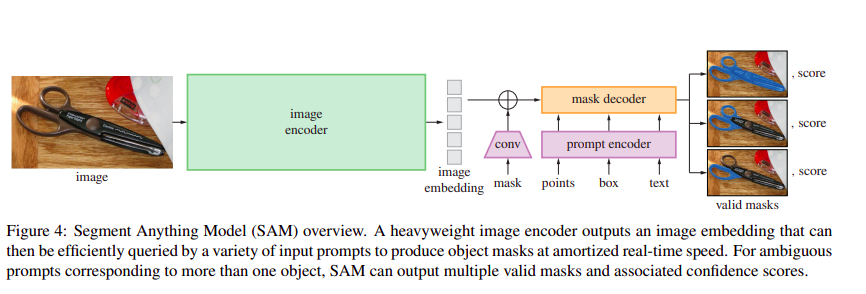 image
encoder
mask decoder
conv
prompt encoder
, score
, score
, score
image
image
embedding
mask
points
box
text
valid masks
Figure 4: Segment Anything Model (SAM) overview. A heavyweight image encoder outputs an image embedding that can
then be efficiently queried by a variety of input prompts to produce object masks at amortized real-time speed. For ambiguous
prompts corresponding to more than one object, SAM can output multiple valid masks and associated confidence scores.